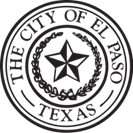 THE CITY OF EL PASO
TEXAS